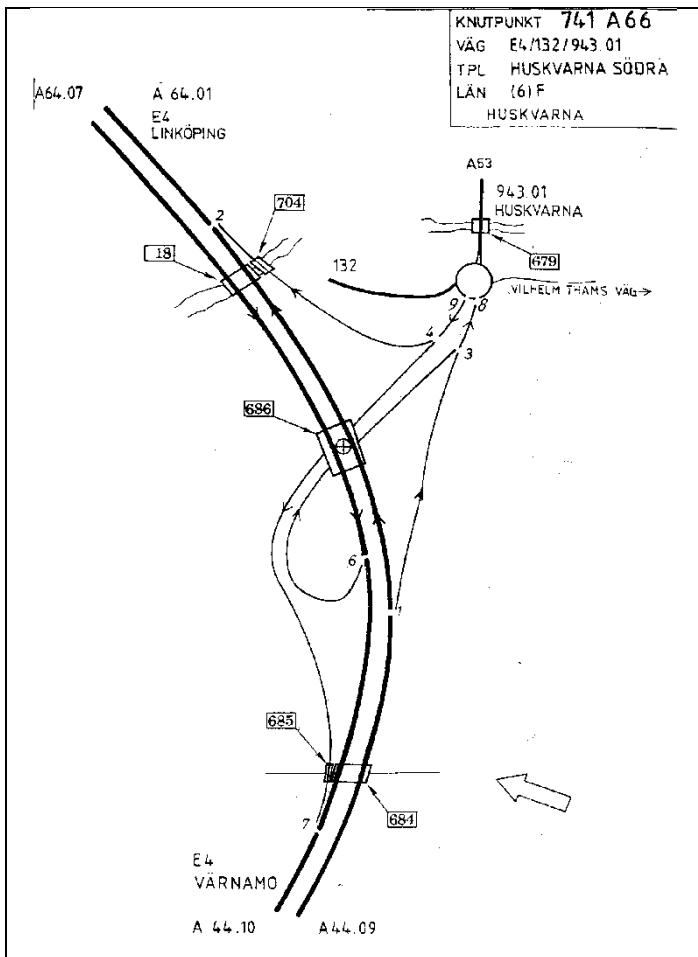 KNUTPUNKT 741 A66
VÄG E4/132/943.01
TPL HUSKVARNA SÖDRA
LÄN (6) F
HUSKVARNA
A64.07
A 64.01
E4
LINKÖPING
A63
943.01
HUSKVARNA
704
2
18
679
132
VILHELM THAMS VÄG→
9 8
4
3
686
6
1
685
684
7
E4
VÄRNAMO
A 44.10
A44.09